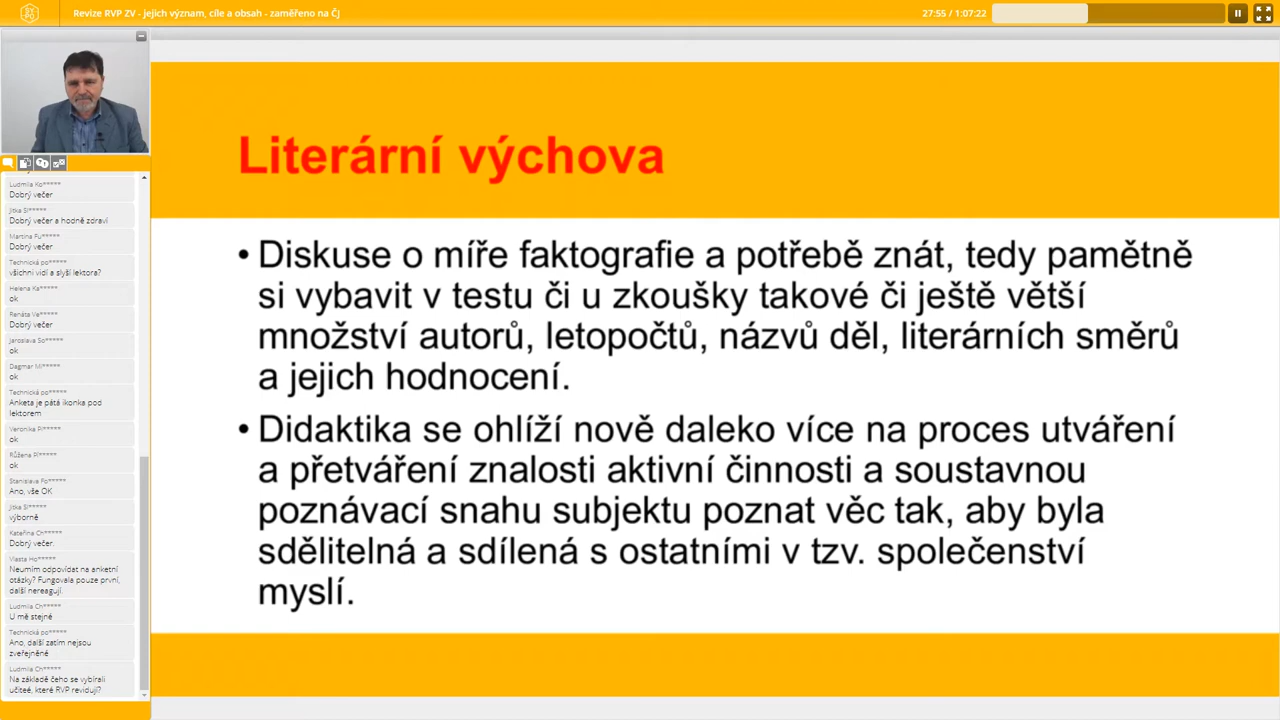 Revize RVP ZV - jejich význam, cíle a obsah - zaměřeno na ČJ
27:55 / 1:07:22
Literární výchova
• Diskuse o míře faktografie a potřebě znát, tedy pamětně
si vybavit v testu či u zkoušky takové či ještě větší
množství autorů, letopočtů, názvů děl, literárních směrů
a jejich hodnocení.
• Didaktika se ohlíží nově daleko více na proces utváření
a přetváření znalosti aktivní činnosti a soustavnou
poznávací snahu subjektu poznat věc tak, aby byla
sdělitelná a sdílená s ostatními v tzv. společenství
myslí.
Ludmila Ko*****
Dobrý večer
Jitka Sl*****
Dobrý večer a hodně zdraví
Martina Fu*****
Dobrý večer
Technická po*****
všichni vidí a slyší lektora?
Helena Ka*****
ok
Renáta Ve*****
Dobrý večer
Jaroslava So*****
ok
Dagmar Mi*****
ok
Technická po*****
Anketa je pátá ikonka pod
lektorem
Veronika Pl*****
ok
Růžena Pí*****
ok
Stanislava Po*****
Ano, vše OK
Jitka Sl*****
výborně
Kateřina Ch*****
Dobrý večer.
Vlasta Ho*****
Neumím odpovídat na anketní
otázky? Fungovala pouze první,
další nereagují.
Ludmila Ch*****
U mě stejné
Technická po*****
Ano, další zatím nejsou
zveřejněné
Ludmila Ch*****
Na základě čeho se vybírali
učiteé, které RVP revidují?